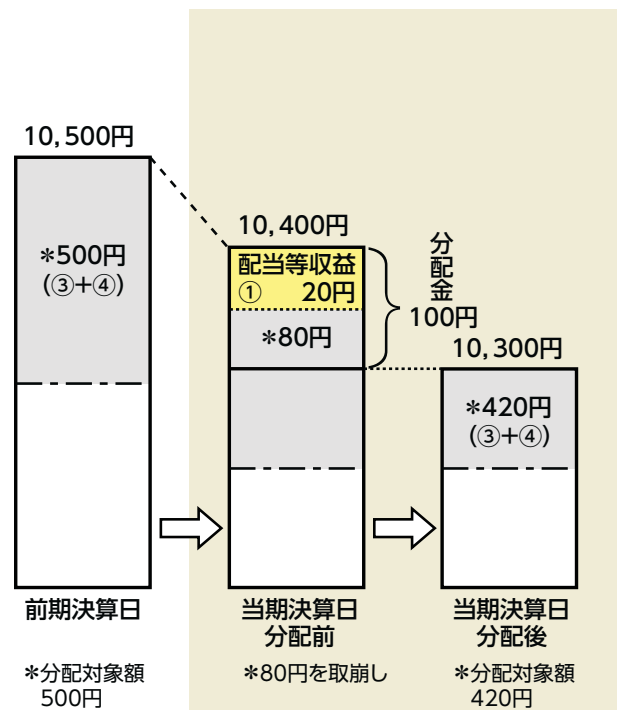 10,500円
*500円
(③+④)
前期決算日
*分配対象額
500円
10,400円
配当等収益
① 20円
*80円
分配金
100円
当期決算日
分配前
*80円を取崩し
10,300円
*420円
(③+④)
当期決算日
分配後
*分配対象額
420円